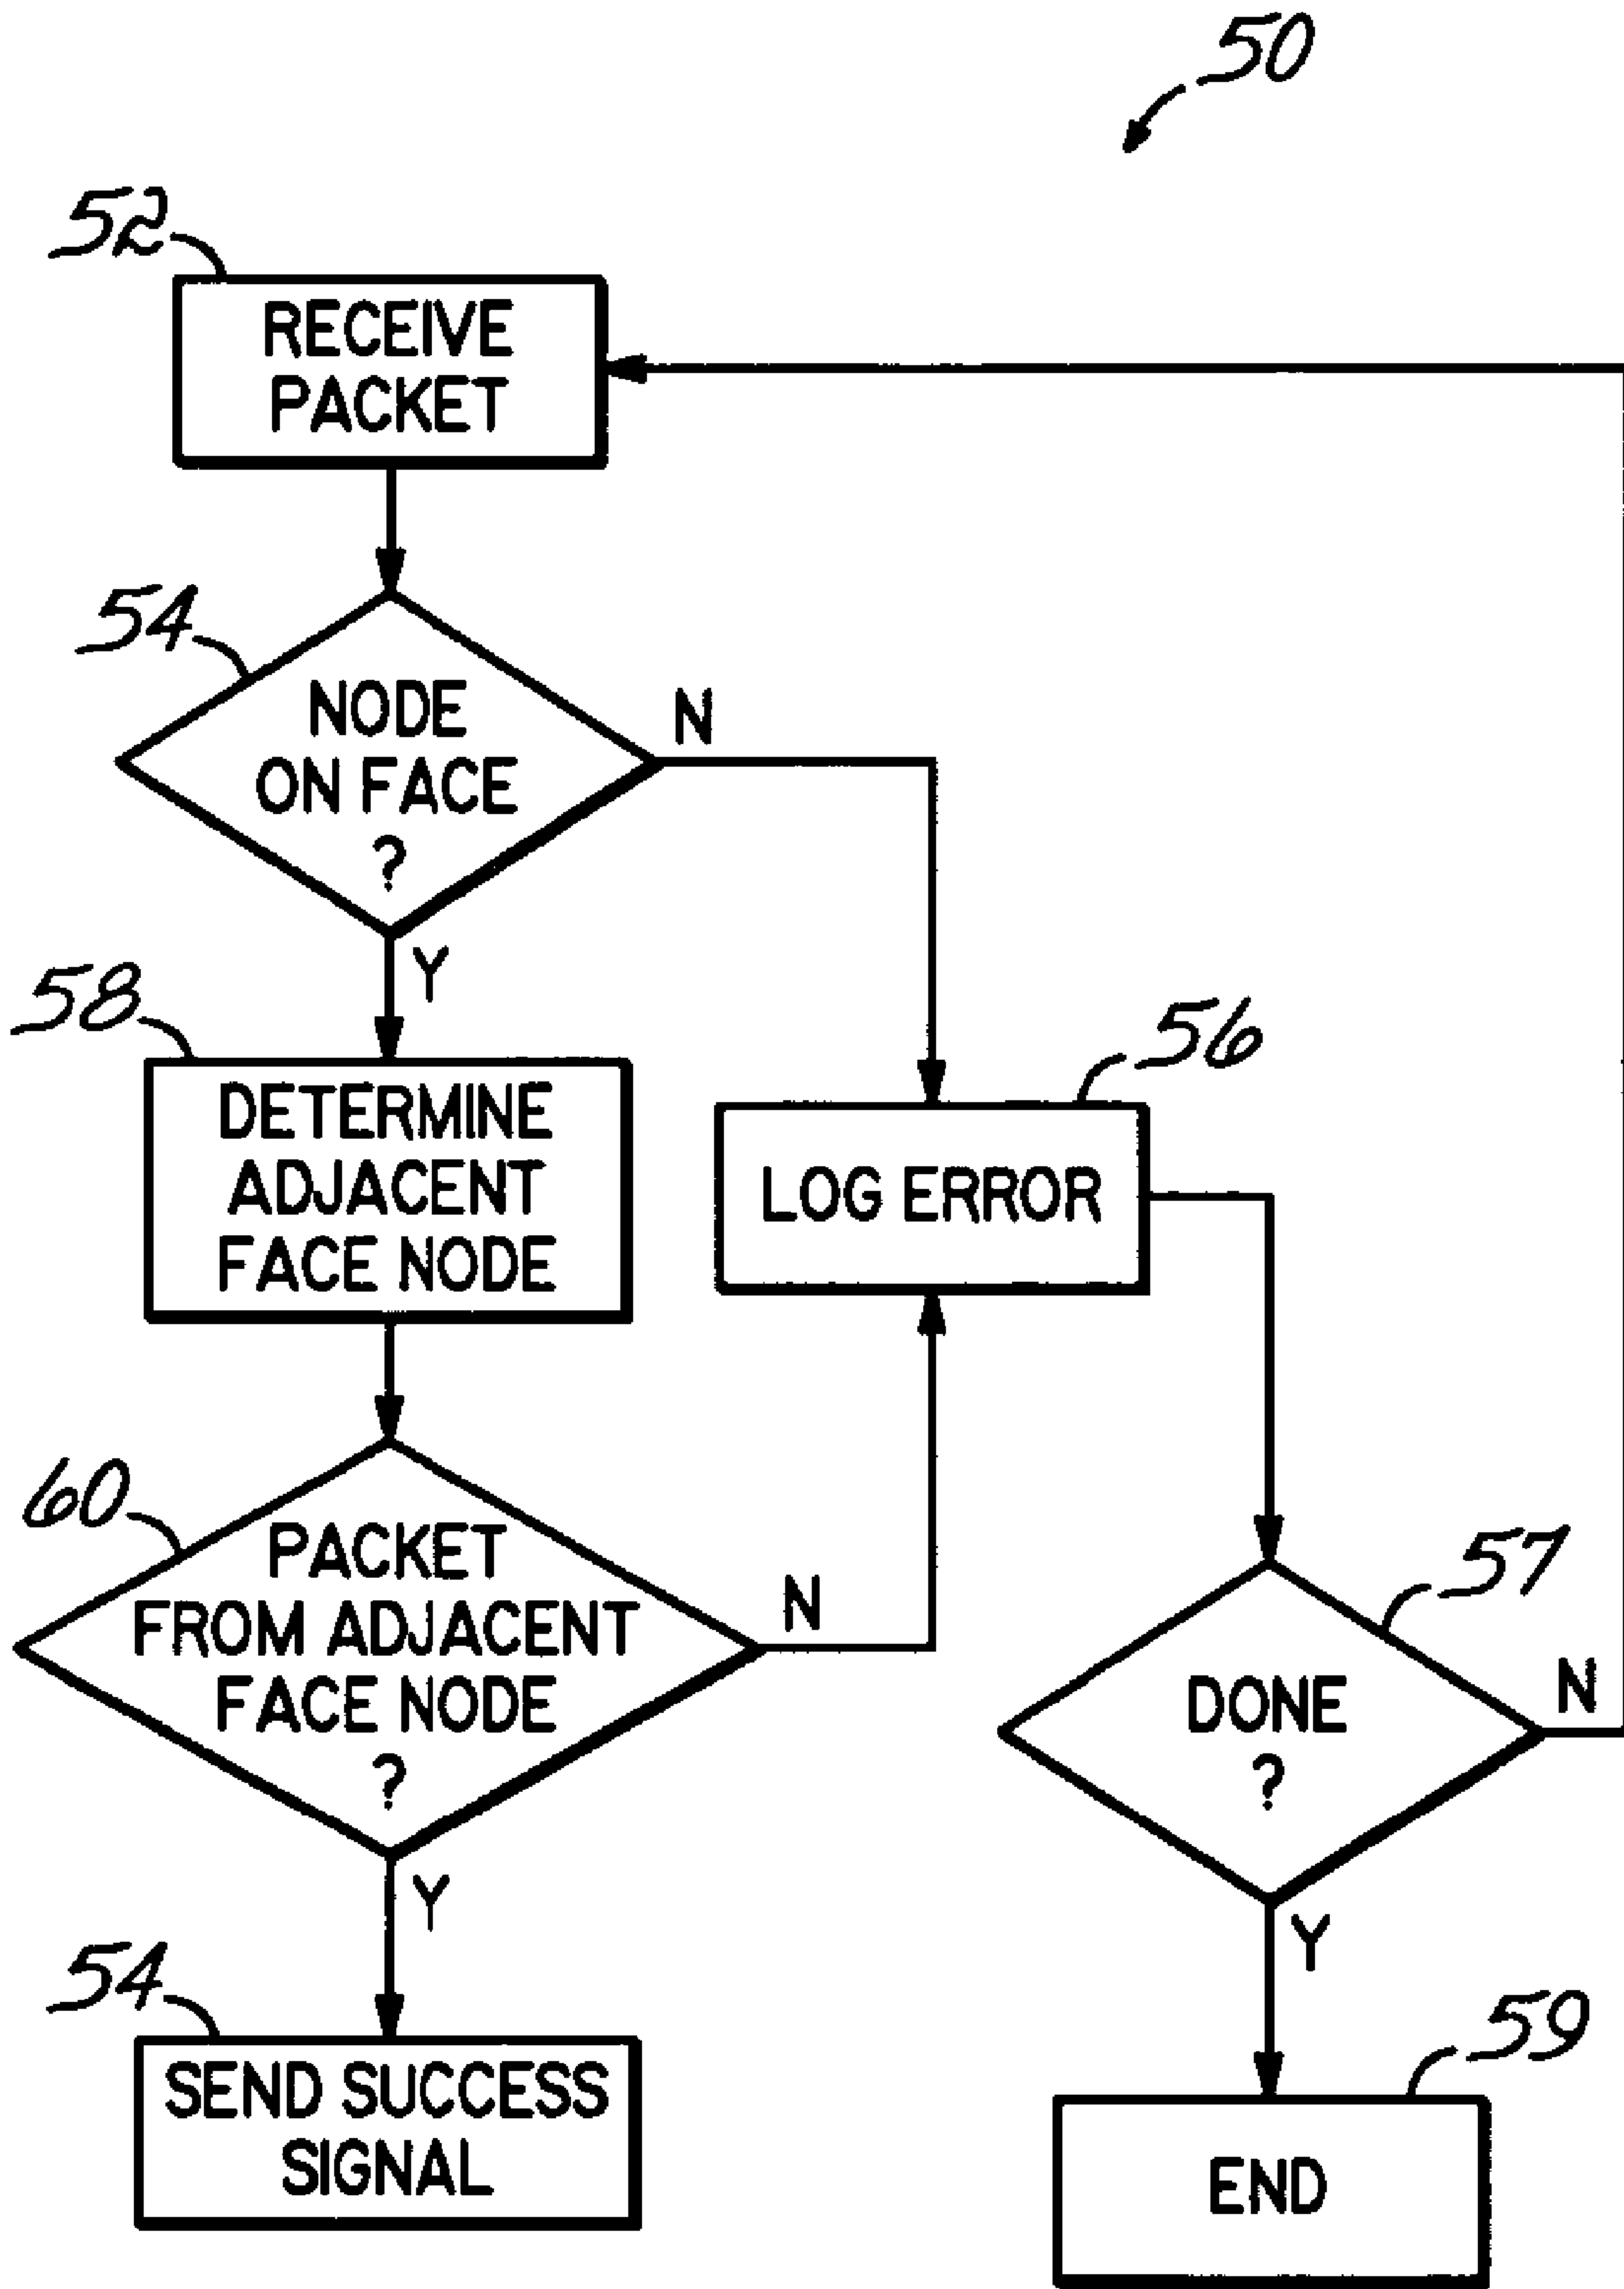 50
52
RECEIVE
PACKET
54
NODE
ON FACE
?
N
Y
58
DETERMINE
ADJACENT
FACE NODE
56
LOG ERROR
60
PACKET
FROM ADJACENT
FACE NODE
?
N
Y
57
DONE
?
N
Y
54
SEND SUCCESS
SIGNAL
59
END